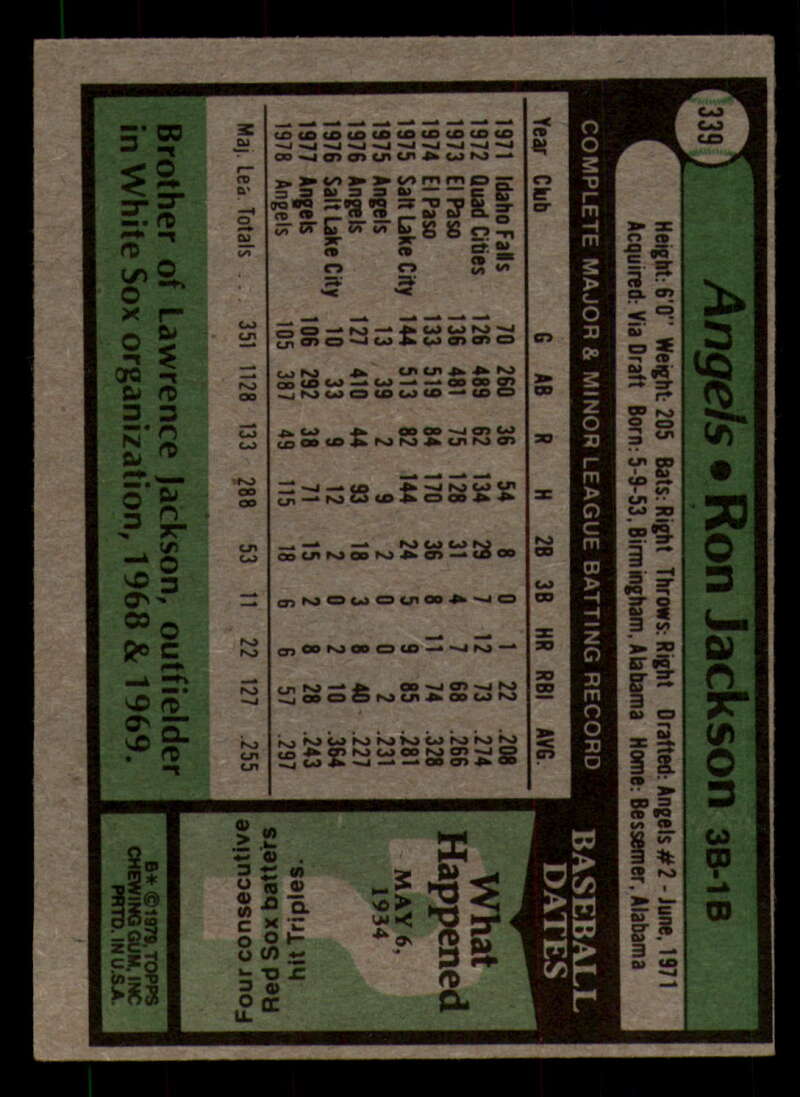 339
Angels • Ron Jackson 3B-1B
Height: 6'0" Weight: 205 Bats: Right Throws: Right Drafted: Angels #2 - June, 1971
Acquired: Via Draft Born: 5-9-53, Birmingham, Alabama Home: Bessemer, Alabama
COMPLETE MAJOR & MINOR LEAGUE BATTING RECORD
Year Club G AB R H 2B 3B HR RBI AVG.
1971 Idaho Falls 70 260 36 54 8 0 1 22 .208
1972 Quad Cities 126 489 62 134 29 7 12 73 .274
1973 El Paso 136 481 75 128 31 4 7 68 .266
1974 El Paso 133 519 84 170 36 8 11 74 .328
1975 Salt Lake City 144 513 82 144 24 5 9 85 .281
1975 Angels 13 39 2 9 2 0 0 2 .231
1976 Angels 127 410 44 93 18 3 8 40 .227
1976 Salt Lake City 10 33 9 12 2 0 2 10 .364
1977 Angels 106 292 38 71 15 2 8 28 .243
1978 Angels 105 387 49 115 18 6 6 57 .297
Maj. Lea. Totals . . . 351 1128 133 288 53 11 22 127 .255
Brother of Lawrence Jackson, outfielder
in White Sox organization, 1968 & 1969.
BASEBALL
DATES
What
Happened
MAY 6,
1934
Four consecutive
Red Sox batters
hit Triples.
B* ©1979, TOPPS
CHEWING GUM, INC
PRTD. IN U.S.A.